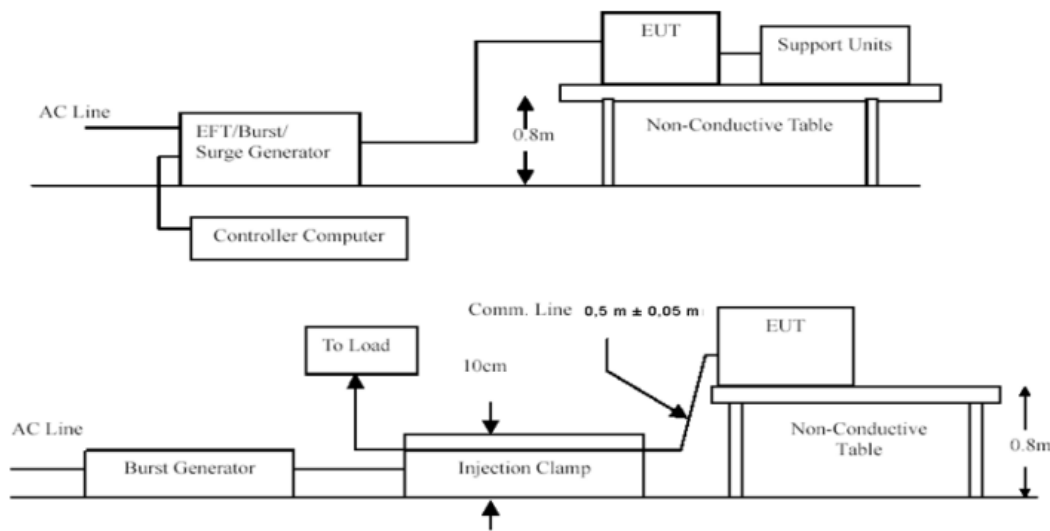 EUT
Support Units
AC Line
EFT/Burst/
Surge Generator
0.8m
Non-Conductive Table
Controller Computer
Comm. Line 0,5 m ± 0,05 m
EUT
To Load
10cm
AC Line
Burst Generator
Injection Clamp
Non-Conductive
Table
0.8m